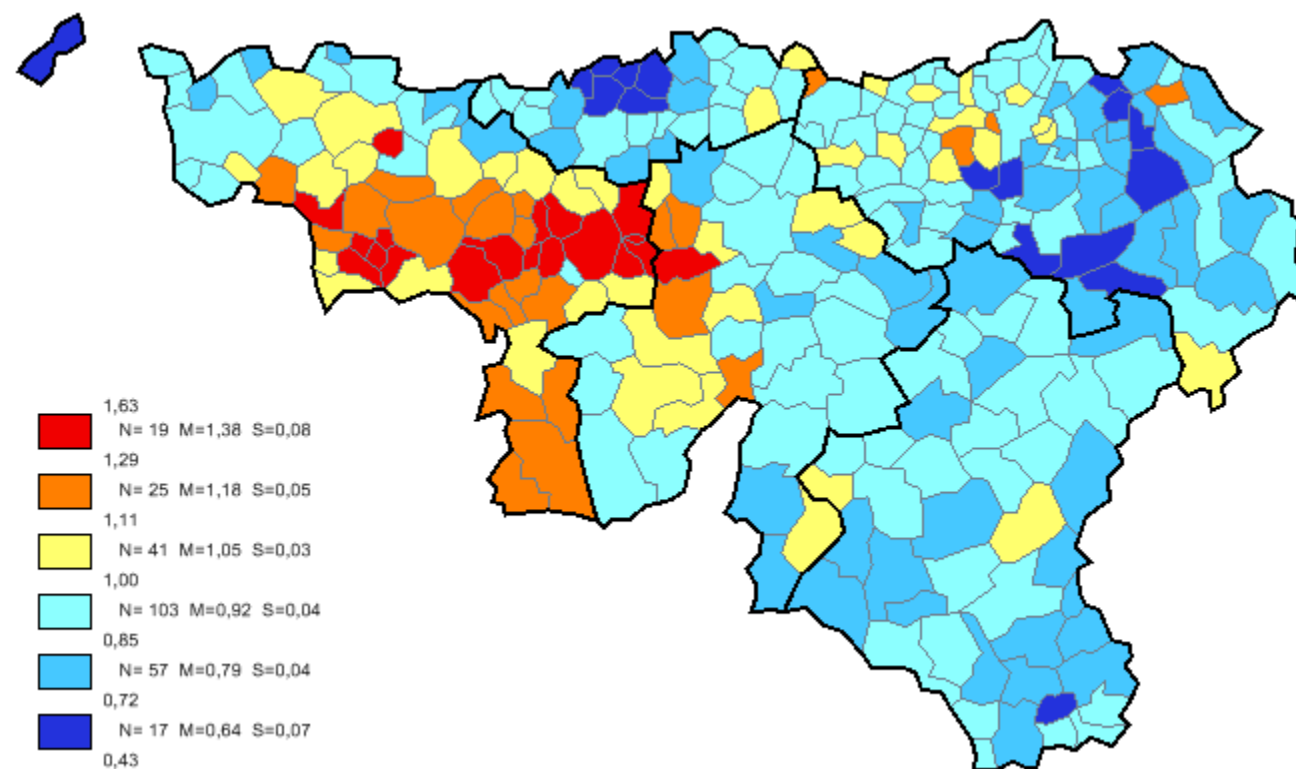 1,63
N= 19 M=1,38 S=0,08
1,29
N= 25 M=1,18 S=0,05
1,11
N= 41 M=1,05 S=0,03
1,00
N= 103 M=0,92 S=0,04
0,85
N= 57 M=0,79 S=0,04
0,72
N= 17 M=0,64 S=0,07
0,43